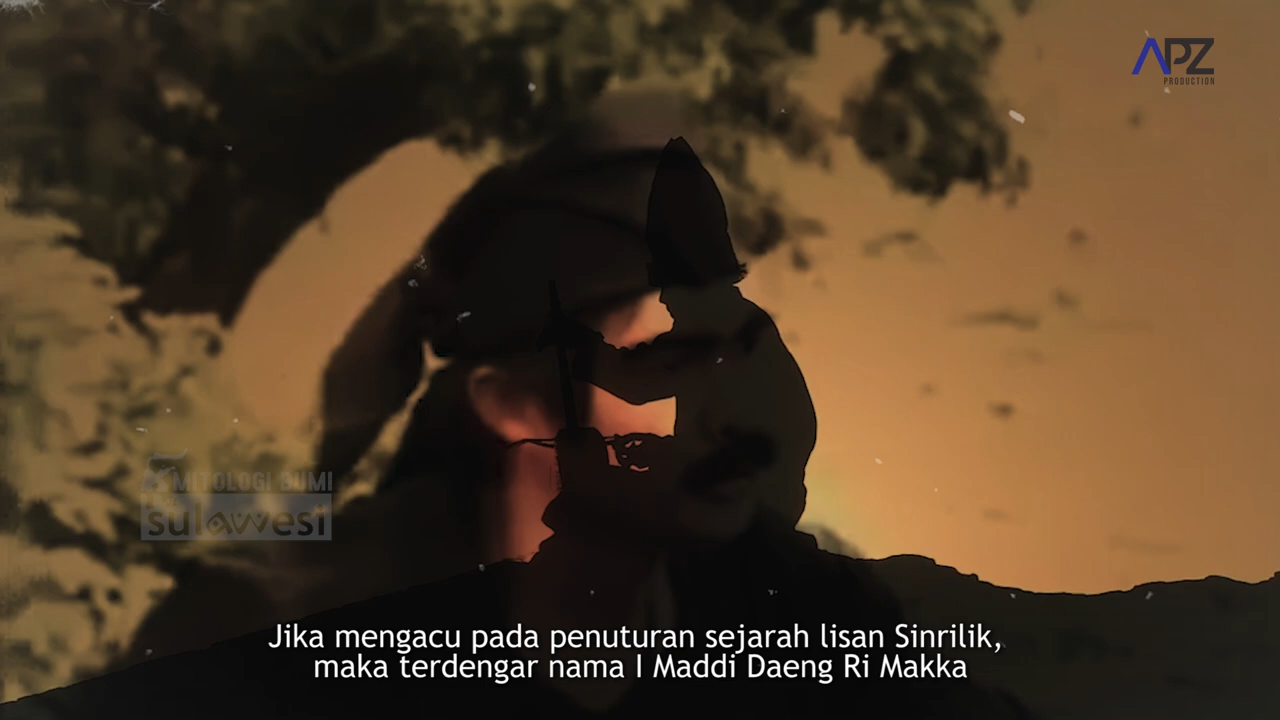 APZ
PRODUCTION
MITOLOGI BUMI
sulawesi
Jika mengacu pada penuturan sejarah lisan Sinrilik,
maka terdengar nama I Maddi Daeng Ri Makka